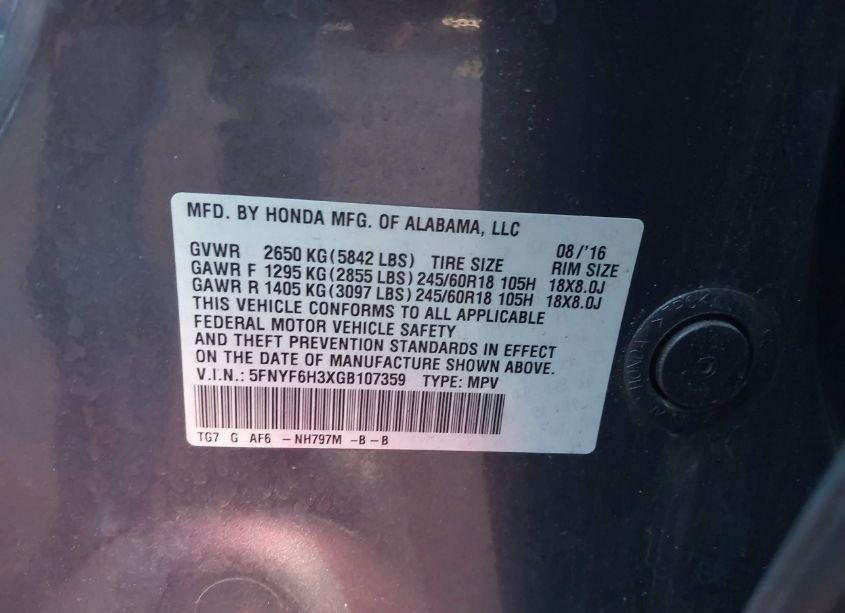 MFD. BY HONDA MFG. OF ALABAMA, LLC
GVWR 2650 KG (5842 LBS) TIRE SIZE 08/'16 RIM SIZE
GAWR F 1295 KG (2855 LBS) 245/60R18 105H 18X8.0J
GAWR R 1405 KG (3097 LBS) 245/60R18 105H 18X8.0J
THIS VEHICLE CONFORMS TO ALL APPLICABLE
FEDERAL MOTOR VEHICLE SAFETY
AND THEFT PREVENTION STANDARDS IN EFFECT
ON THE DATE OF MANUFACTURE SHOWN ABOVE.
V.I.N.: 5FNYF6H3XGB107359 TYPE: MPV
TG7 G AF6 -NH797M -B-B
HONDA